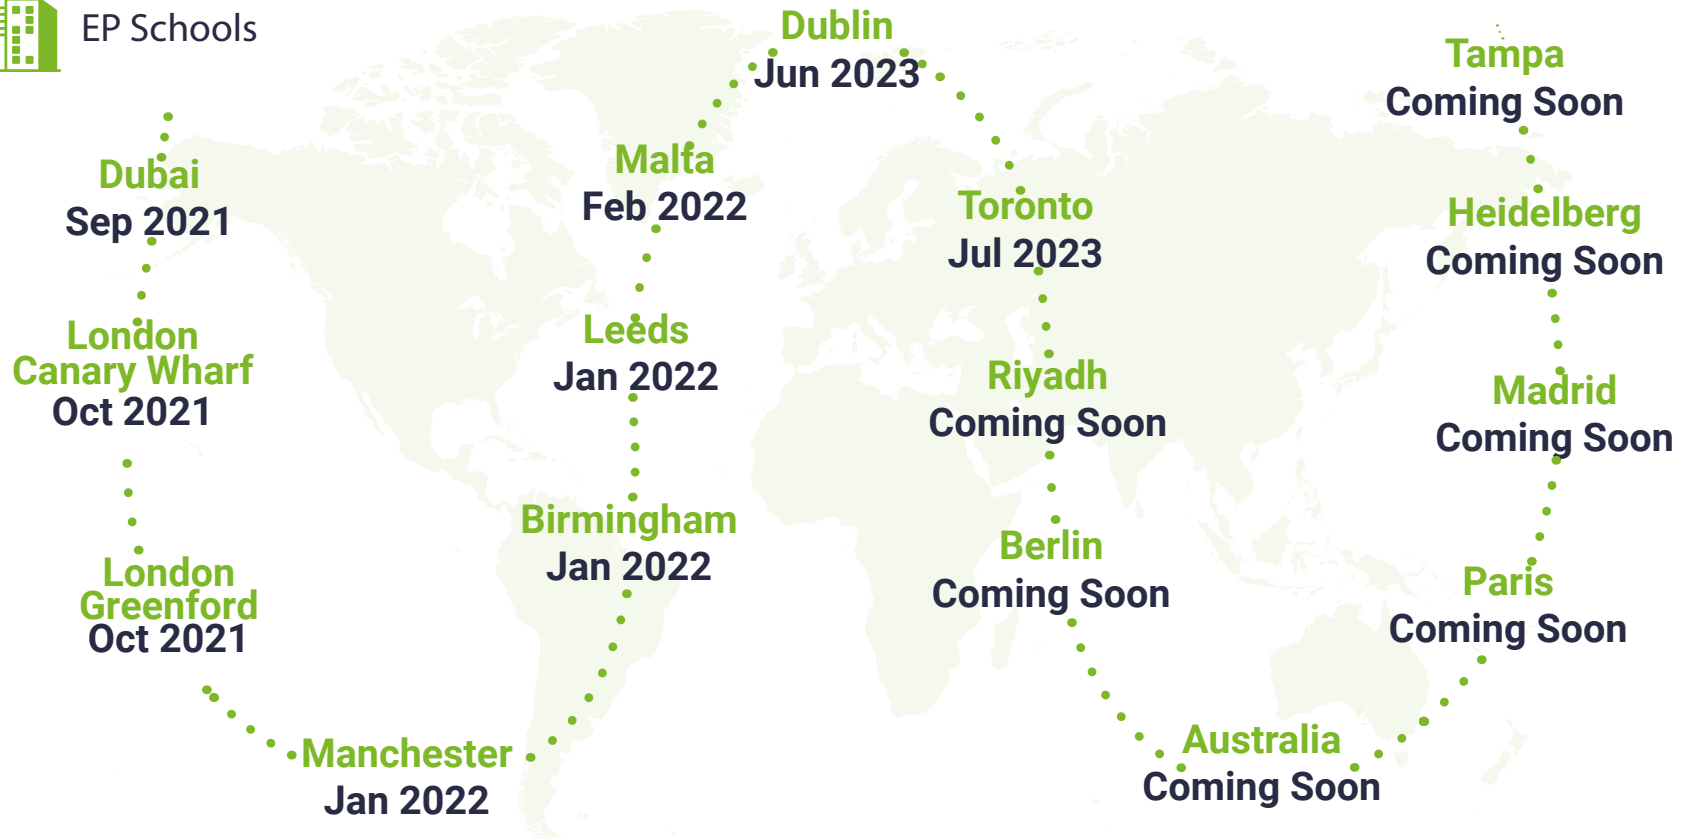 EP Schools
Dubai
Sep 2021
London
Canary Wharf
Oct 2021
London
Greenford
Oct 2021
Manchester
Jan 2022
Birmingham
Jan 2022
Leeds
Jan 2022
Malta
Feb 2022
Dublin
Jun 2023
Toronto
Jul 2023
Riyadh
Coming Soon
Berlin
Coming Soon
Australia
Coming Soon
Paris
Coming Soon
Madrid
Coming Soon
Heidelberg
Coming Soon
Tampa
Coming Soon